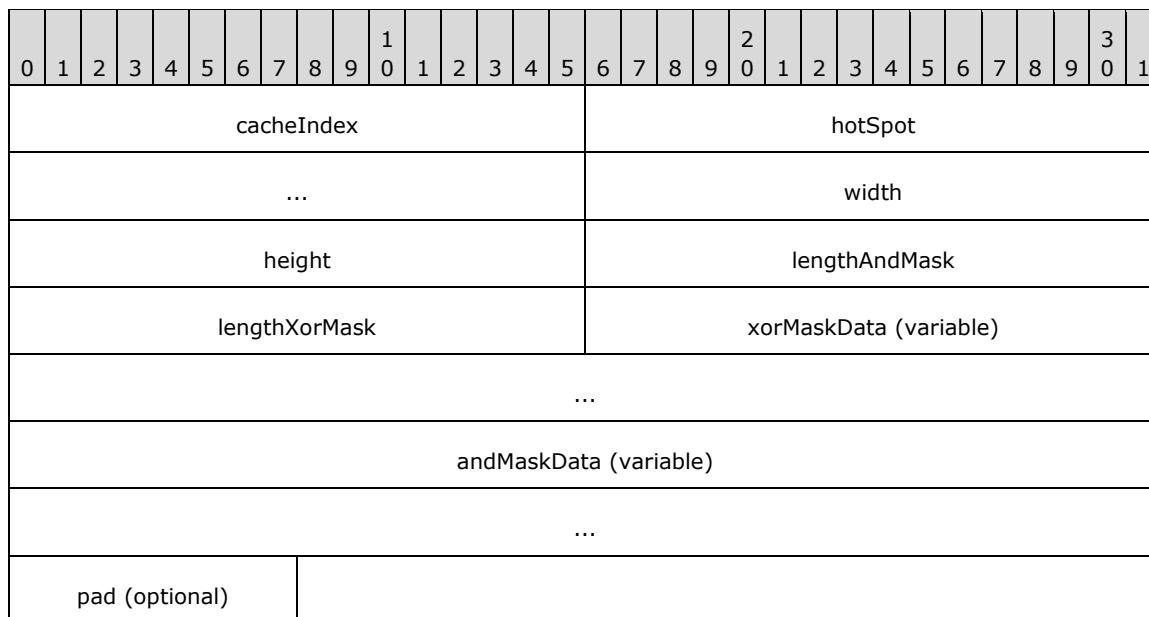 1 2 3
0 1 2 3 4 5 6 7 8 9 0 1 2 3 4 5 6 7 8 9 0 1 2 3 4 5 6 7 8 9 0 1
cacheIndex hotSpot
... width
height lengthAndMask
lengthXorMask xorMaskData (variable)
...
andMaskData (variable)
...
pad (optional)